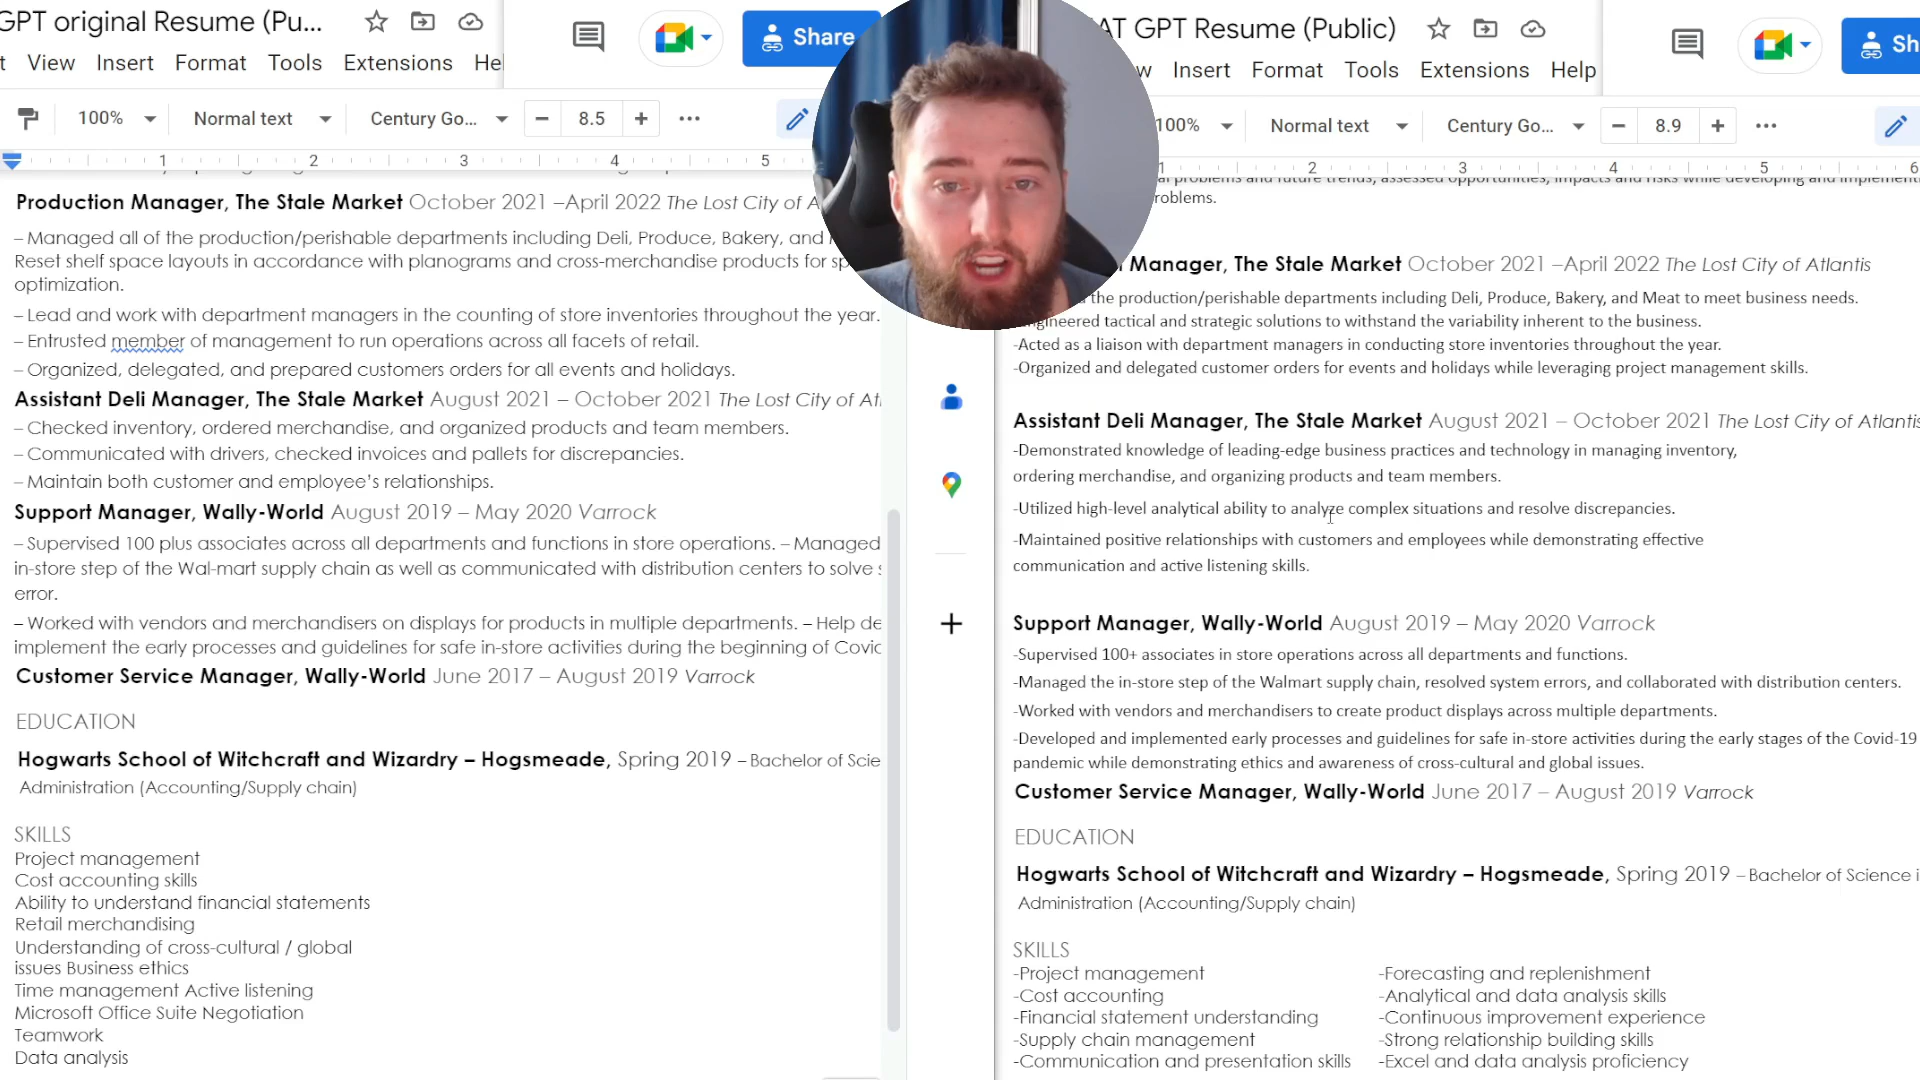 GPT original Resume (Pu...
Share
View Insert Format Tools Extensions
100% Normal text Century Go... 8.5
1 2 3 4 5
Production Manager, The Stale Market October 2021 –April 2022 The Lost City of
– Managed all of the production/perishable departments including Deli, Produce, Bakery, and
Reset shelf space layouts in accordance with planograms and cross-merchandise products for
optimization.
– Lead and work with department managers in the counting of store inventories throughout the year.
– Entrusted member of management to run operations across all facets of retail.
– Organized, delegated, and prepared customers orders for all events and holidays.
Assistant Deli Manager, The Stale Market August 2021 – October 2021 The Lost City of
– Checked inventory, ordered merchandise, and organized products and team members.
– Communicated with drivers, checked invoices and pallets for discrepancies.
– Maintain both customer and employee's relationships.
Support Manager, Wally-World August 2019 – May 2020 Varrock
– Supervised 100 plus associates across all departments and functions in store operations. – Managed
in-store step of the Wal-mart supply chain as well as communicated with distribution centers to solve
error.
– Worked with vendors and merchandisers on displays for products in multiple departments. – Help
implement the early processes and guidelines for safe in-store activities during the beginning of
Customer Service Manager, Wally-World June 2017 – August 2019 Varrock
EDUCATION
Hogwarts School of Witchcraft and Wizardry – Hogsmeade, Spring 2019 – Bachelor of
Administration (Accounting/Supply chain)
SKILLS
Project management
Cost accounting skills
Ability to understand financial statements
Retail merchandising
Understanding of cross-cultural / global
issues Business ethics
Time management Active listening
Microsoft Office Suite Negotiation
Teamwork
Data analysis
GPT Resume (Public)
Insert Format Tools Extensions Help
100% Normal text Century Go... 8.9
1 2 3 4 5 6
problems and future trends, assessed opportunities, impacts and risks while developing and
roblems.
Manager, The Stale Market October 2021 –April 2022 The Lost City of Atlantis
the production/perishable departments including Deli, Produce, Bakery, and Meat to meet business needs.
tactical and strategic solutions to withstand the variability inherent to the business.
-Acted as a liaison with department managers in conducting store inventories throughout the year.
-Organized and delegated customer orders for events and holidays while leveraging project management skills.
Assistant Deli Manager, The Stale Market August 2021 – October 2021 The Lost City of Atlantis
-Demonstrated knowledge of leading-edge business practices and technology in managing inventory,
ordering merchandise, and organizing products and team members.
-Utilized high-level analytical ability to analyze complex situations and resolve discrepancies.
-Maintained positive relationships with customers and employees while demonstrating effective
communication and active listening skills.
Support Manager, Wally-World August 2019 – May 2020 Varrock
-Supervised 100+ associates in store operations across all departments and functions.
-Managed the in-store step of the Walmart supply chain, resolved system errors, and collaborated with distribution centers.
-Worked with vendors and merchandisers to create product displays across multiple departments.
-Developed and implemented early processes and guidelines for safe in-store activities during the early stages of the Covid-19
pandemic while demonstrating ethics and awareness of cross-cultural and global issues.
Customer Service Manager, Wally-World June 2017 – August 2019 Varrock
EDUCATION
Hogwarts School of Witchcraft and Wizardry – Hogsmeade, Spring 2019 – Bachelor of Science
Administration (Accounting/Supply chain)
SKILLS
-Project management
-Cost accounting
-Financial statement understanding
-Supply chain management
-Communication and presentation skills
-Forecasting and replenishment
-Analytical and data analysis skills
-Continuous improvement experience
-Strong relationship building skills
-Excel and data analysis proficiency